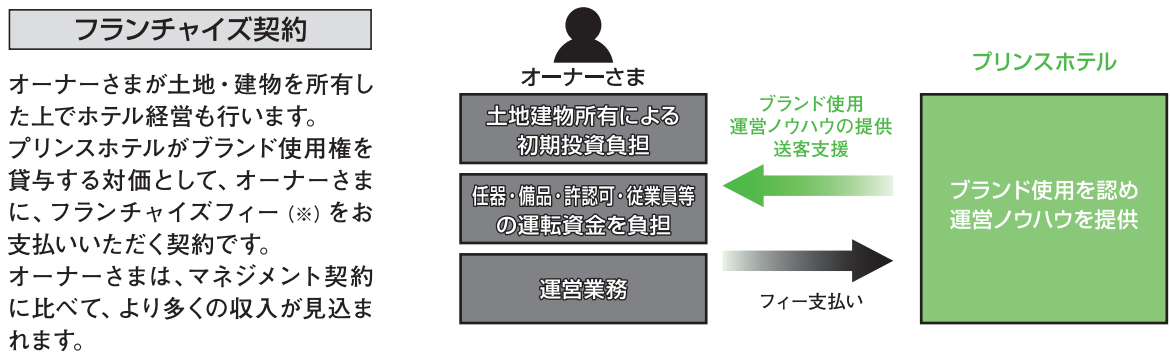 フランチャイズ契約
オーナーさまが土地・建物を所有し
た上でホテル経営も行います。
プリンスホテルがブランド使用権を
貸与する対価として、オーナーさま
に、フランチャイズフィー（※）をお
支払いいただく契約です。
オーナーさまは、マネジメント契約
に比べて、より多くの収入が見込ま
れます。
オーナーさま
土地建物所有による
初期投資負担
任器・備品・許認可・従業員等
の運転資金を負担
運営業務
ブランド使用
運営ノウハウの提供
送客支援
フィー支払い
プリンスホテル
ブランド使用を認め
運営ノウハウを提供